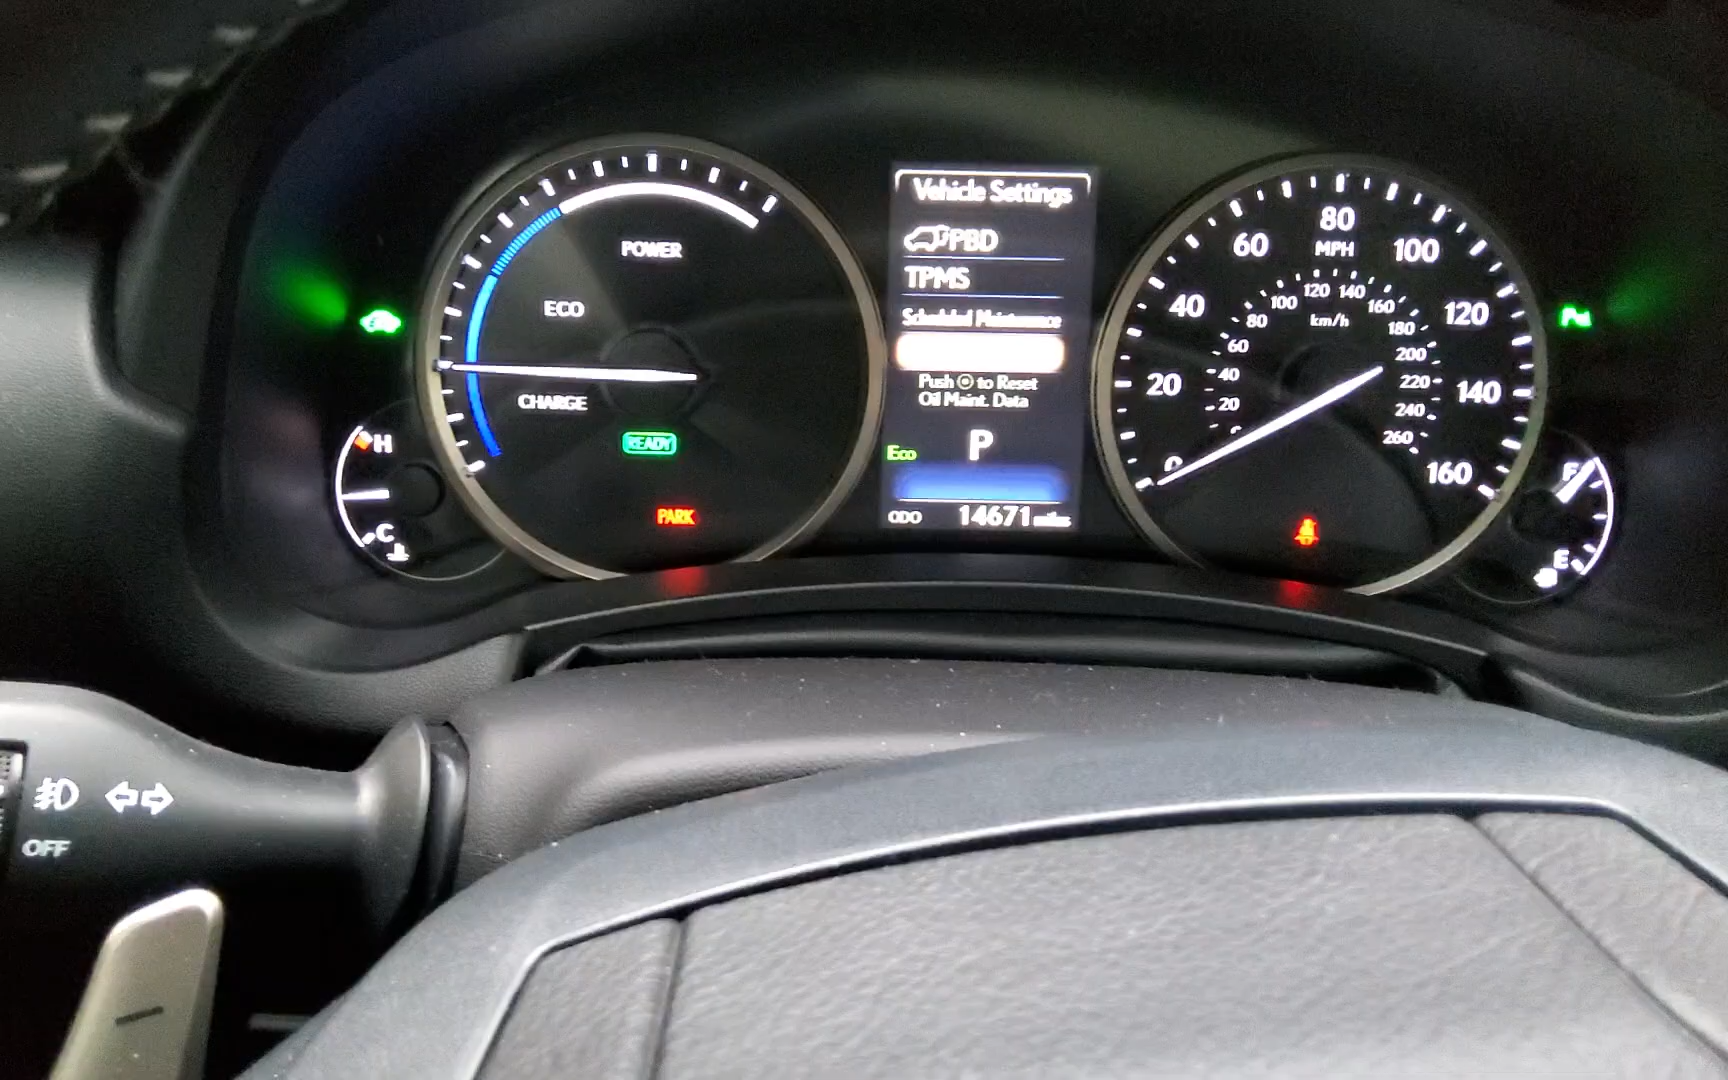 POWER
ECO
CHARGE
READY
PARK
H
C
Vehicle Settings
PBD
TPMS
Scheduled Maintenance
Push to Reset
Oil Maint. Data
P
Eco
ODO 14671 miles
0
20
40
60
80
100
120
140
160
MPH
20
40
60
80
100
120
140
160
180
200
220
240
260
km/h
F
E
OFF